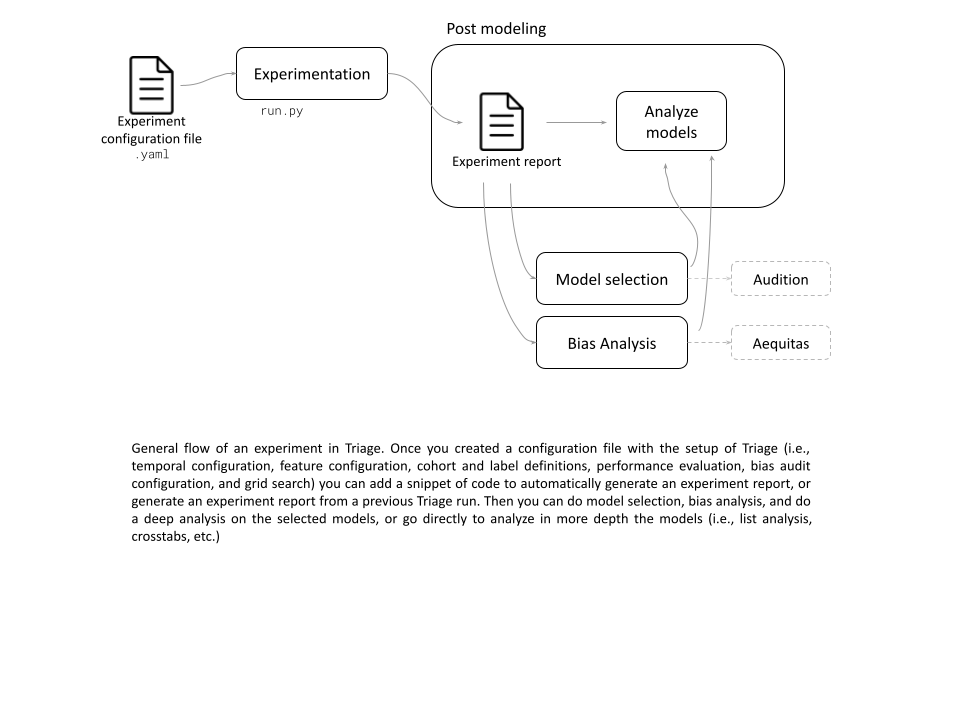 Post modeling
Experimentation
run.py
Experiment
configuration file
.yaml
Experiment report
Analyze
models
Model selection
Audition
Bias Analysis
Aequitas
General flow of an experiment in Triage. Once you created a configuration file with the setup of Triage (i.e.,
temporal configuration, feature configuration, cohort and label definitions, performance evaluation, bias audit
configuration, and grid search) you can add a snippet of code to automatically generate an experiment report, or
generate an experiment report from a previous Triage run. Then you can do model selection, bias analysis, and do
a deep analysis on the selected models, or go directly to analyze in more depth the models (i.e., list analysis,
crosstabs, etc.)